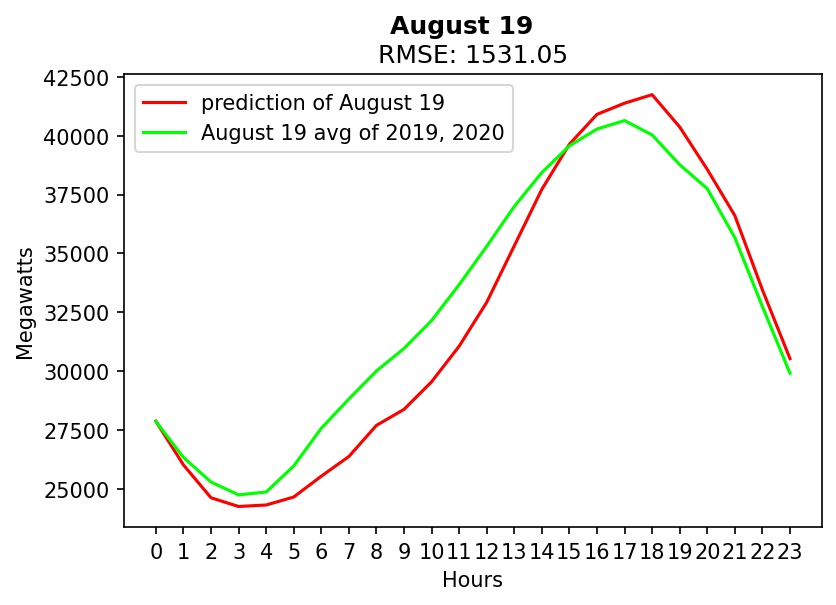 August 19
RMSE: 1531.05
42500
40000
37500
35000
32500
30000
27500
25000
Megawatts
prediction of August 19
August 19 avg of 2019, 2020
0 1 2 3 4 5 6 7 8 9 10 11 12 13 14 15 16 17 18 19 20 21 22 23
Hours